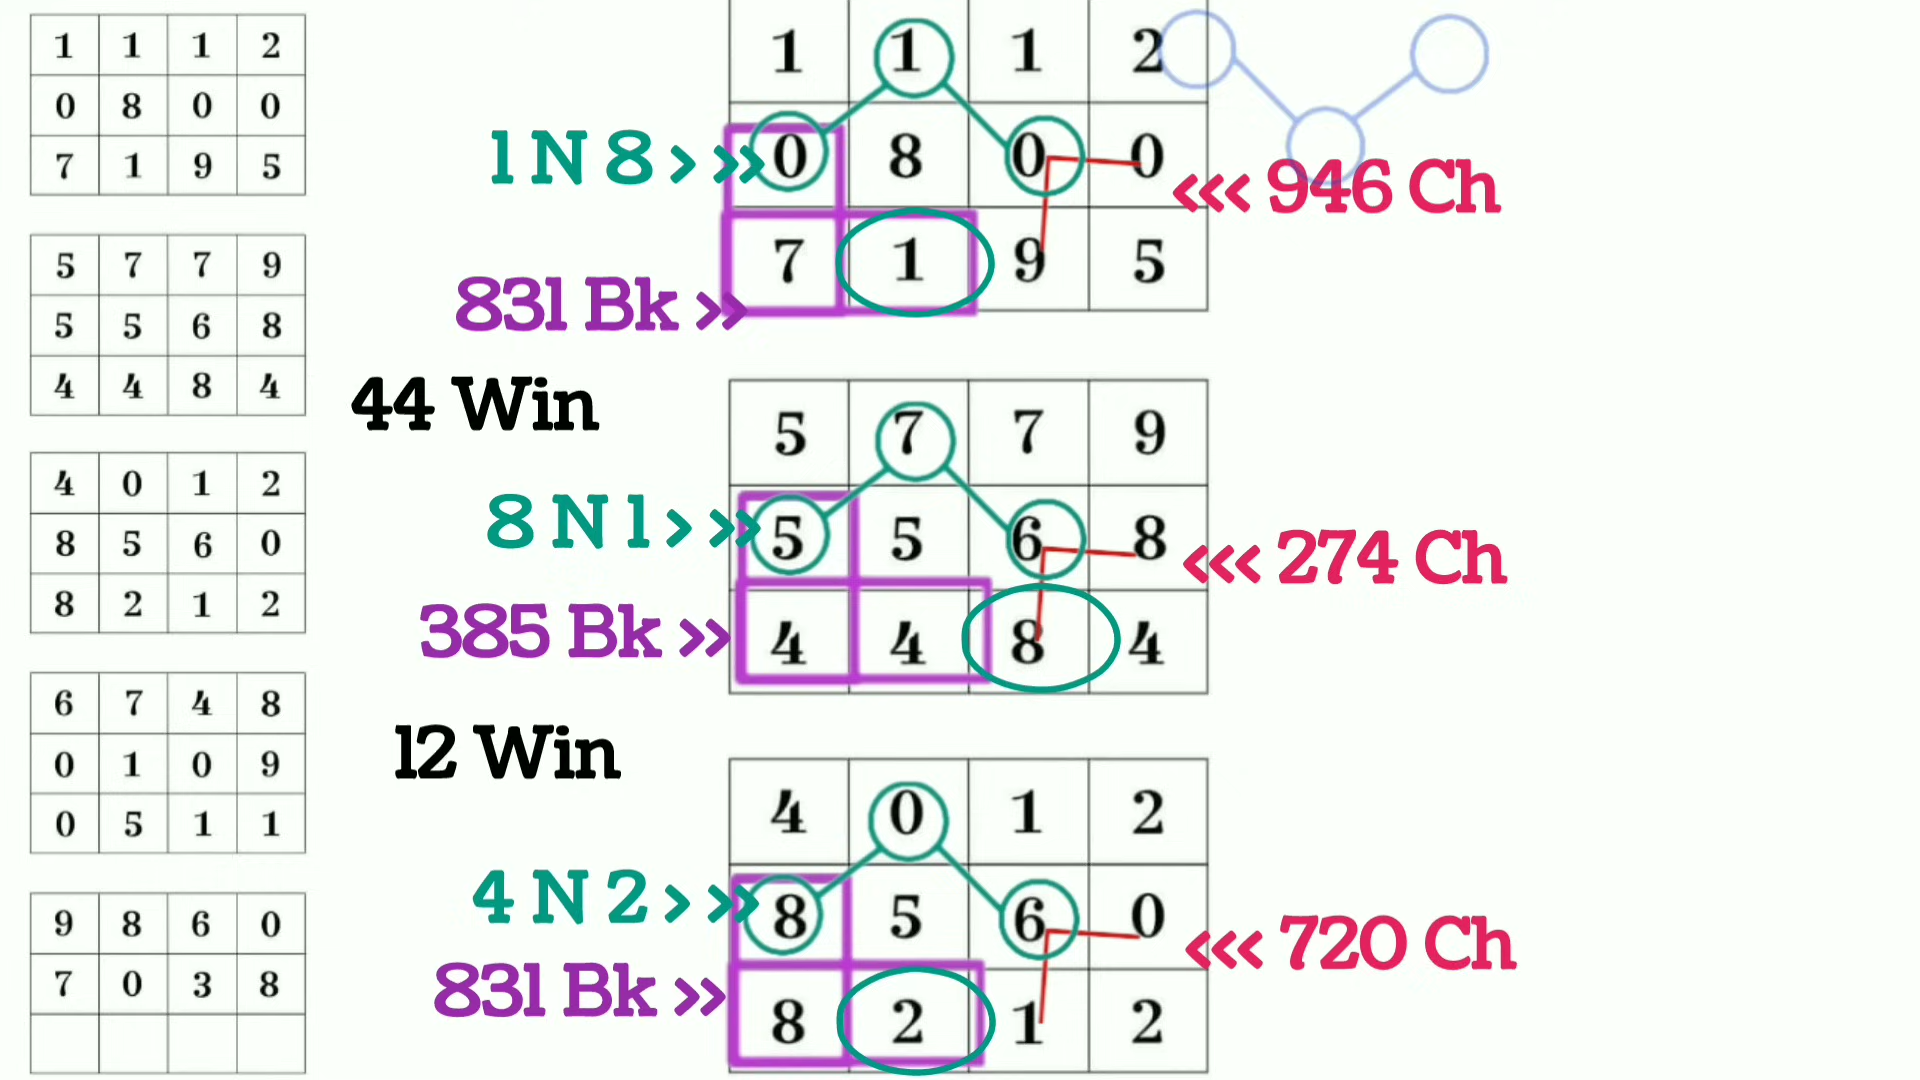 1 1 1 2
0 8 0 0
7 1 9 5
5 7 7 9
5 5 6 8
4 4 8 4
4 0 1 2
8 5 6 0
8 2 1 2
6 7 4 8
0 1 0 9
0 5 1 1
9 8 6 0
7 0 3 8
1 1 1 2
1 N 8 > >» 0 8 0 0
<<< 946 Ch
7 1 9 5
831 Bk >>
44 Win
5 7 7 9
8 N 1 > >» 5 5 6 8
<<< 274 Ch
385 Bk >> 4 4 8 4
12 Win
4 0 1 2
4 N 2 > >» 8 5 6 0
<<< 720 Ch
831 Bk >> 8 2 1 2